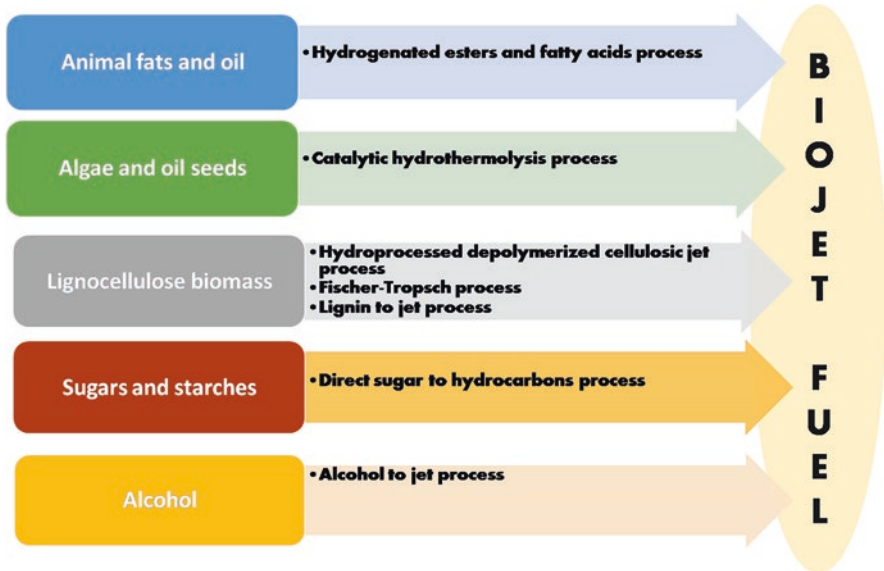 Animal fats and oil
• Hydrogenated esters and fatty acids process
Algae and oil seeds
• Catalytic hydrothermolysis process
Lignocellulose biomass
• Hydroprocessed depolymerized cellulosic jet
process
• Fischer-Tropsch process
• Lignin to jet process
Sugars and starches
• Direct sugar to hydrocarbons process
Alcohol
• Alcohol to jet process
BIOJET FUEL